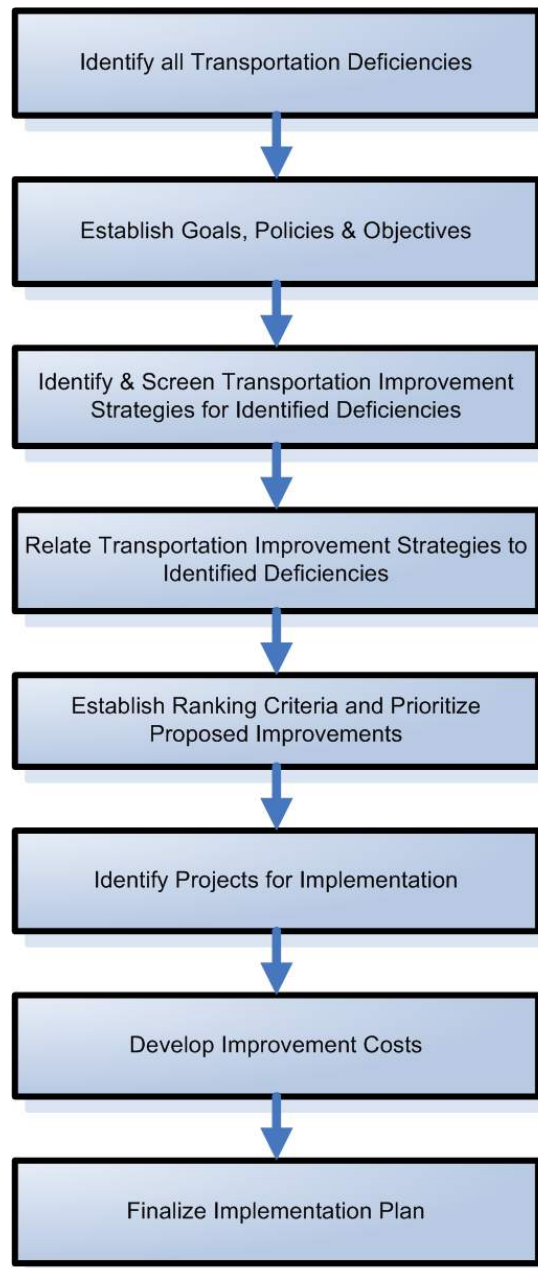 Identify all Transportation Deficiencies
Establish Goals, Policies & Objectives
Identify & Screen Transportation Improvement
Strategies for Identified Deficiencies
Relate Transportation Improvement Strategies to
Identified Deficiencies
Establish Ranking Criteria and Prioritize
Proposed Improvements
Identify Projects for Implementation
Develop Improvement Costs
Finalize Implementation Plan